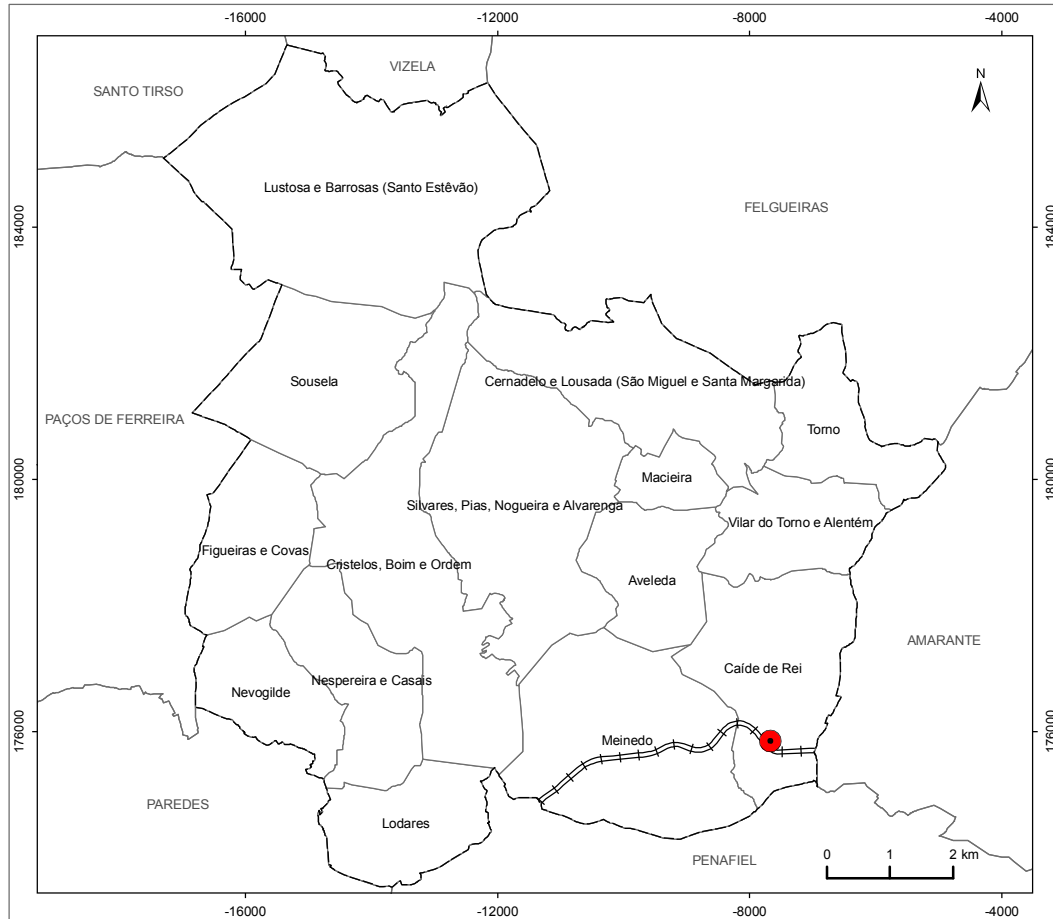 -16000
-12000
-8000
-4000
VIZELA
SANTO TIRSO
N
Lustosa e Barrosas (Santo Estêvão)
FELGUEIRAS
184000
184000
Sousela
Cernadelo e Lousada (São Miguel e Santa Margarida)
PAÇOS DE FERREIRA
Torno
Macieira
180000
180000
Silvares, Pias, Nogueira e Alvarenga
Vilar do Torno e Alentém
Figueiras e Covas
Cristelos, Boim e Ordem
Aveleda
AMARANTE
Caíde de Rei
Nespereira e Casais
Nevogilde
176000
176000
Meinedo
PAREDES
Lodares
PENAFIEL
0 1 2 km
-16000
-12000
-8000
-4000